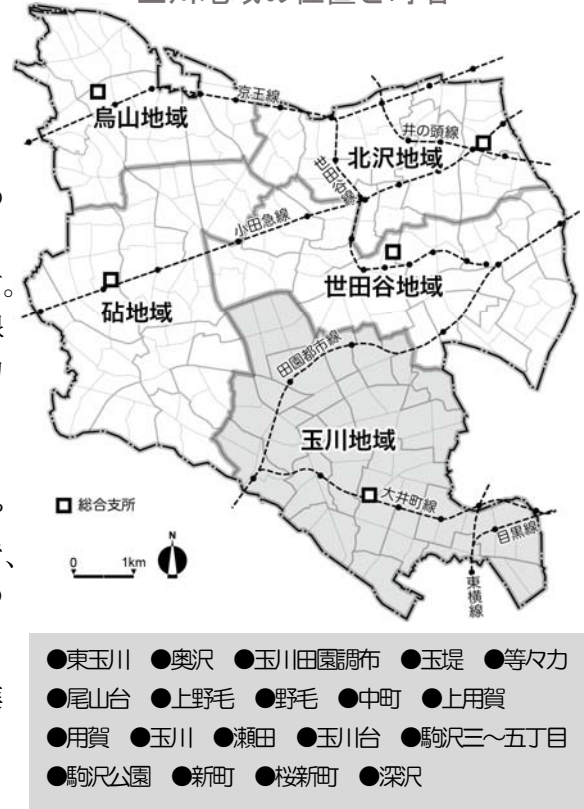 京王線
烏山地域
井の頭線
北沢地域
世田谷線
小田急線
世田谷地域
砧地域
田園都市線
玉川地域
大井町線
目黒線
東横線
総合支所
0 1km
N
●東玉川 ●奥沢 ●玉川田園調布 ●玉堤 ●等々力
●尾山台 ●上野毛 ●野毛 ●中町 ●上用賀
●用賀 ●玉川 ●瀬田 ●玉川台 ●駒沢三～五丁目
●駒沢公園 ●新町 ●桜新町 ●深沢